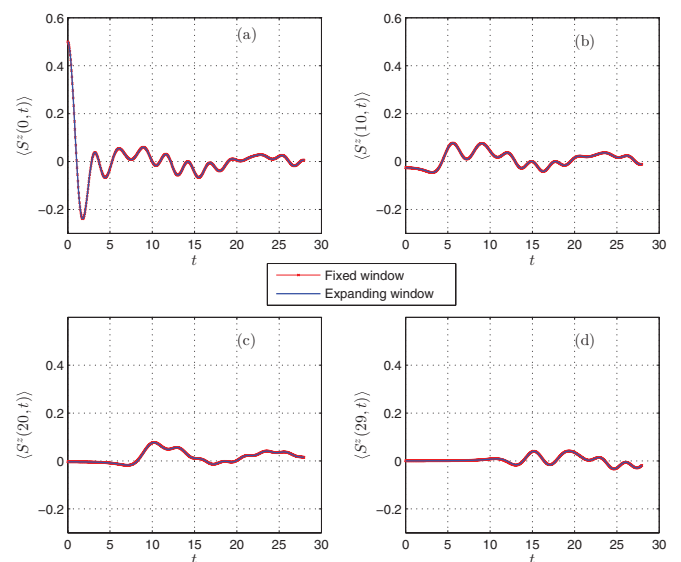 0.6
0.4
0.2
0
−0.2
⟨S^z(0, t)⟩
(a)
0 5 10 15 20 25 30
t
0.6
0.4
0.2
0
−0.2
⟨S^z(10, t)⟩
(b)
0 5 10 15 20 25 30
t
Fixed window
Expanding window
0.4
0.2
0
−0.2
⟨S^z(20, t)⟩
(c)
0 5 10 15 20 25 30
t
0.4
0.2
0
−0.2
⟨S^z(29, t)⟩
(d)
0 5 10 15 20 25 30
t